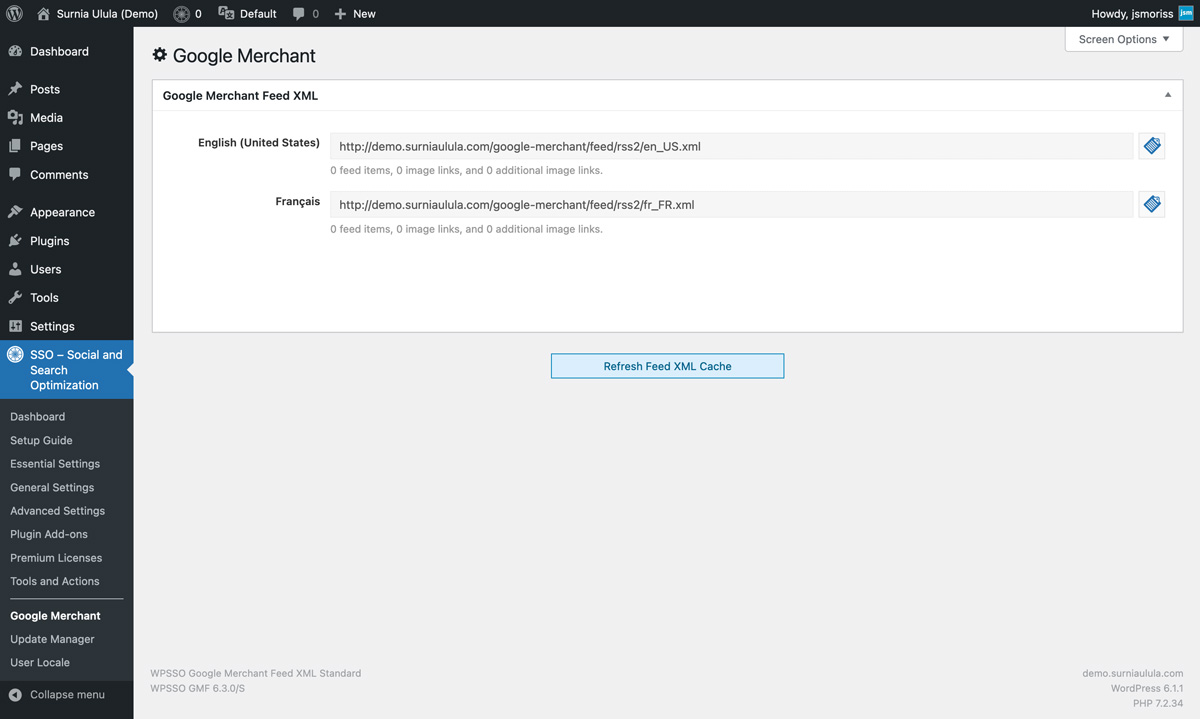 Surnia Ulula (Demo) 0 Default 0 New
Howdy, jsmoriss jsm
Screen Options ▼
Dashboard
Posts
Media
Pages
Comments
Appearance
Plugins
Users
Tools
Settings
SSO – Social and
Search
Optimization
Dashboard
Setup Guide
Essential Settings
General Settings
Advanced Settings
Plugin Add-ons
Premium Licenses
Tools and Actions
Google Merchant
Update Manager
User Locale
Collapse menu
Google Merchant
Google Merchant Feed XML
English (United States) http://demo.surniaulula.com/google-merchant/feed/rss2/en_US.xml
0 feed items, 0 image links, and 0 additional image links.
Français http://demo.surniaulula.com/google-merchant/feed/rss2/fr_FR.xml
0 feed items, 0 image links, and 0 additional image links.
Refresh Feed XML Cache
WPSSO Google Merchant Feed XML Standard
WPSSO GMF 6.3.0/S
demo.surniaulula.com
WordPress 6.1.1
PHP 7.2.34